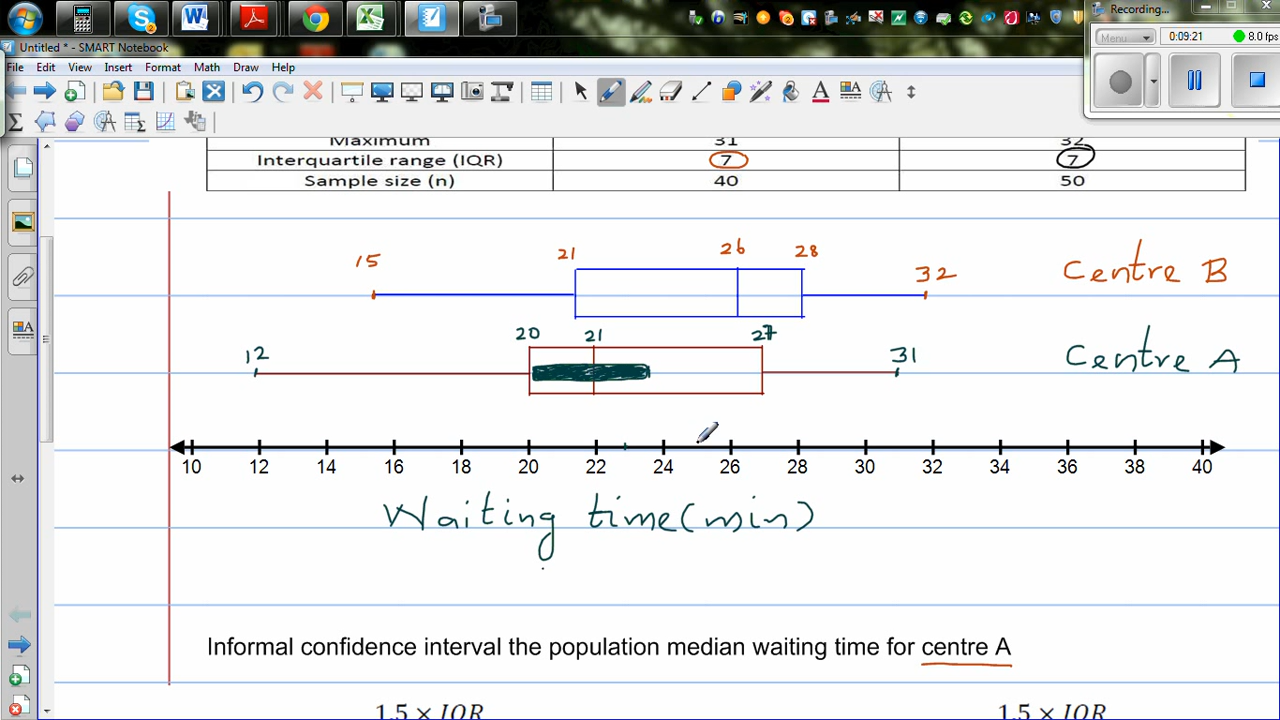 Recording...
Untitled * - SMART Notebook
Menu 0:09:21 8.0 fps
File Edit View Insert Format Math Draw Help
Maximum 31 32
Interquartile range (IQR) 7 7
Sample size (n) 40 50
15 21 26 28 32 Centre B
12 20 21 27 31 Centre A
10 12 14 16 18 20 22 24 26 28 30 32 34 36 38 40
Waiting time(min)
Informal confidence interval the population median waiting time for centre A
1.5 × IQR 1.5 × IQR